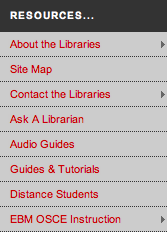 RESOURCES...
About the Libraries
Site Map
Contact the Libraries
Ask A Librarian
Audio Guides
Guides & Tutorials
Distance Students
EBM OSCE Instruction